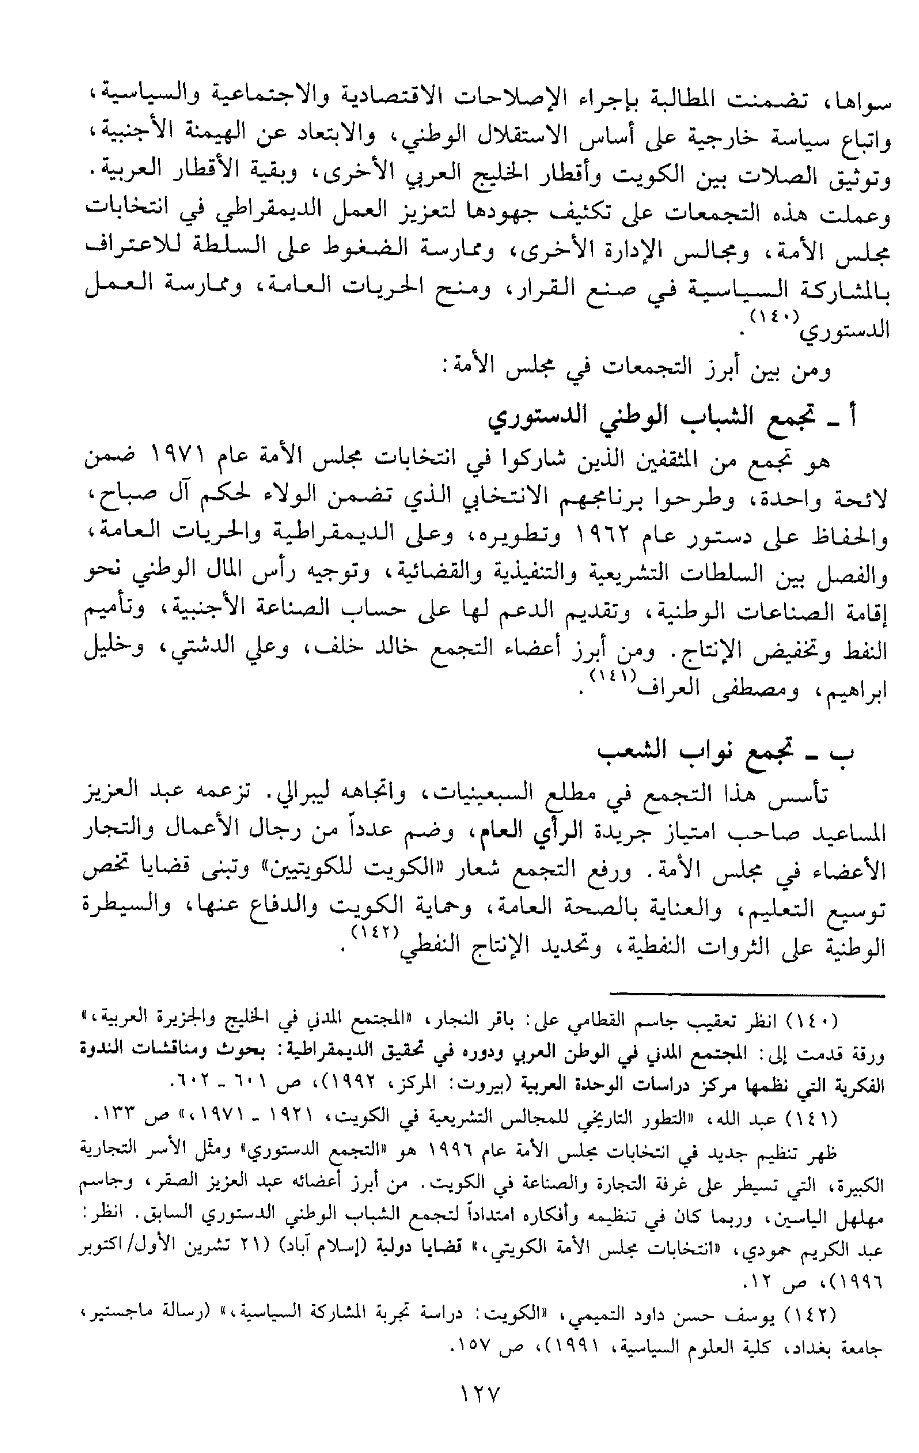 سواها، تضمنت المطالبة بإجراء الإصلاحات الاقتصادية والاجتماعية والسياسية،
واتباع سياسة خارجية على أساس الاستقلال الوطني، والابتعاد عن الهيمنة الأجنبية،
وتوثيق الصلات بين الكويت وأقطار الخليج العربي الأخرى، وبقية الأقطار العربية.
وعملت هذه التجمعات على تكثيف جهودها لتعزيز العمل الديمقراطي في انتخابات
مجلس الأمة، ومجالس الإدارة الأخرى، وممارسة الضغوط على السلطة للاعتراف
بالمشاركة السياسية في صنع القرار، ومنح الحريات العامة، وممارسة العمل
الدستوري(١٤٠).
ومن بين أبرز التجمعات في مجلس الأمة:
أ ـ تجمع الشباب الوطني الدستوري
هو تجمع من المثقفين الذين شاركوا في انتخابات مجلس الأمة عام ١٩٧١ ضمن
لائحة واحدة، وطرحوا برنامجهم الانتخابي الذي تضمن الولاء لحكم آل صباح،
والحفاظ على دستور عام ١٩٦٢ وتطويره، وعلى الديمقراطية والحريات العامة،
والفصل بين السلطات التشريعية والتنفيذية والقضائية، وتوجيه رأس المال الوطني نحو
إقامة الصناعات الوطنية، وتقديم الدعم لها على حساب الصناعة الأجنبية، وتأميم
النفط وتخفيض الإنتاج. ومن أبرز أعضاء التجمع خالد خلف، وعلي الدشتي، وخليل
ابراهيم، ومصطفى العراف(١٤١).
ب ـ تجمع نواب الشعب
تأسس هذا التجمع في مطلع السبعينيات، واتجاهه ليبرالي. تزعمه عبد العزيز
المساعيد صاحب امتياز جريدة الرأي العام، وضم عدداً من رجال الأعمال والتجار
الأعضاء في مجلس الأمة. ورفع التجمع شعار «الكويت للكويتيين» وتبنى قضايا تخص
توسيع التعليم، والعناية بالصحة العامة، وحماية الكويت والدفاع عنها، والسيطرة
الوطنية على الثروات النفطية، وتحديد الإنتاج النفطي(١٤٢).
(١٤٠) انظر تعقيب جاسم القطامي على: باقر النجار، «المجتمع المدني في الخليج والجزيرة العربية،»
ورقة قدمت إلى: المجتمع المدني في الوطن العربي ودوره في تحقيق الديمقراطية: بحوث ومناقشات الندوة
الفكرية التي نظمها مركز دراسات الوحدة العربية (بيروت: المركز، ١٩٩٢)، ص ٦٠١ ـ ٦٠٢.
(١٤١) عبد الله، «التطور التاريخي للمجالس التشريعية في الكويت، ١٩٢١ ـ ١٩٧١،» ص ١٣٣.
ظهر تنظيم جديد في انتخابات مجلس الأمة عام ١٩٩٦ هو «التجمع الدستوري» ومثّل الأسر التجارية
الكبيرة، التي تسيطر على غرفة التجارة والصناعة في الكويت. من أبرز أعضائه عبد العزيز الصقر، وجاسم
مهلهل الياسين، وربما كان في تنظيمه وأفكاره امتداداً لتجمع الشباب الوطني الدستوري السابق. انظر:
عبد الكريم حمودي، «انتخابات مجلس الأمة الكويتي،» قضايا دولية (إسلام آباد) (٢١ تشرين الأول/اكتوبر
١٩٩٦)، ص ١٢.
(١٤٢) يوسف حسن داود التميمي، «الكويت: دراسة تجربة المشاركة السياسية،» (رسالة ماجستير،
جامعة بغداد، كلية العلوم السياسية، ١٩٩١)، ص ١٥٧.
١٢٧